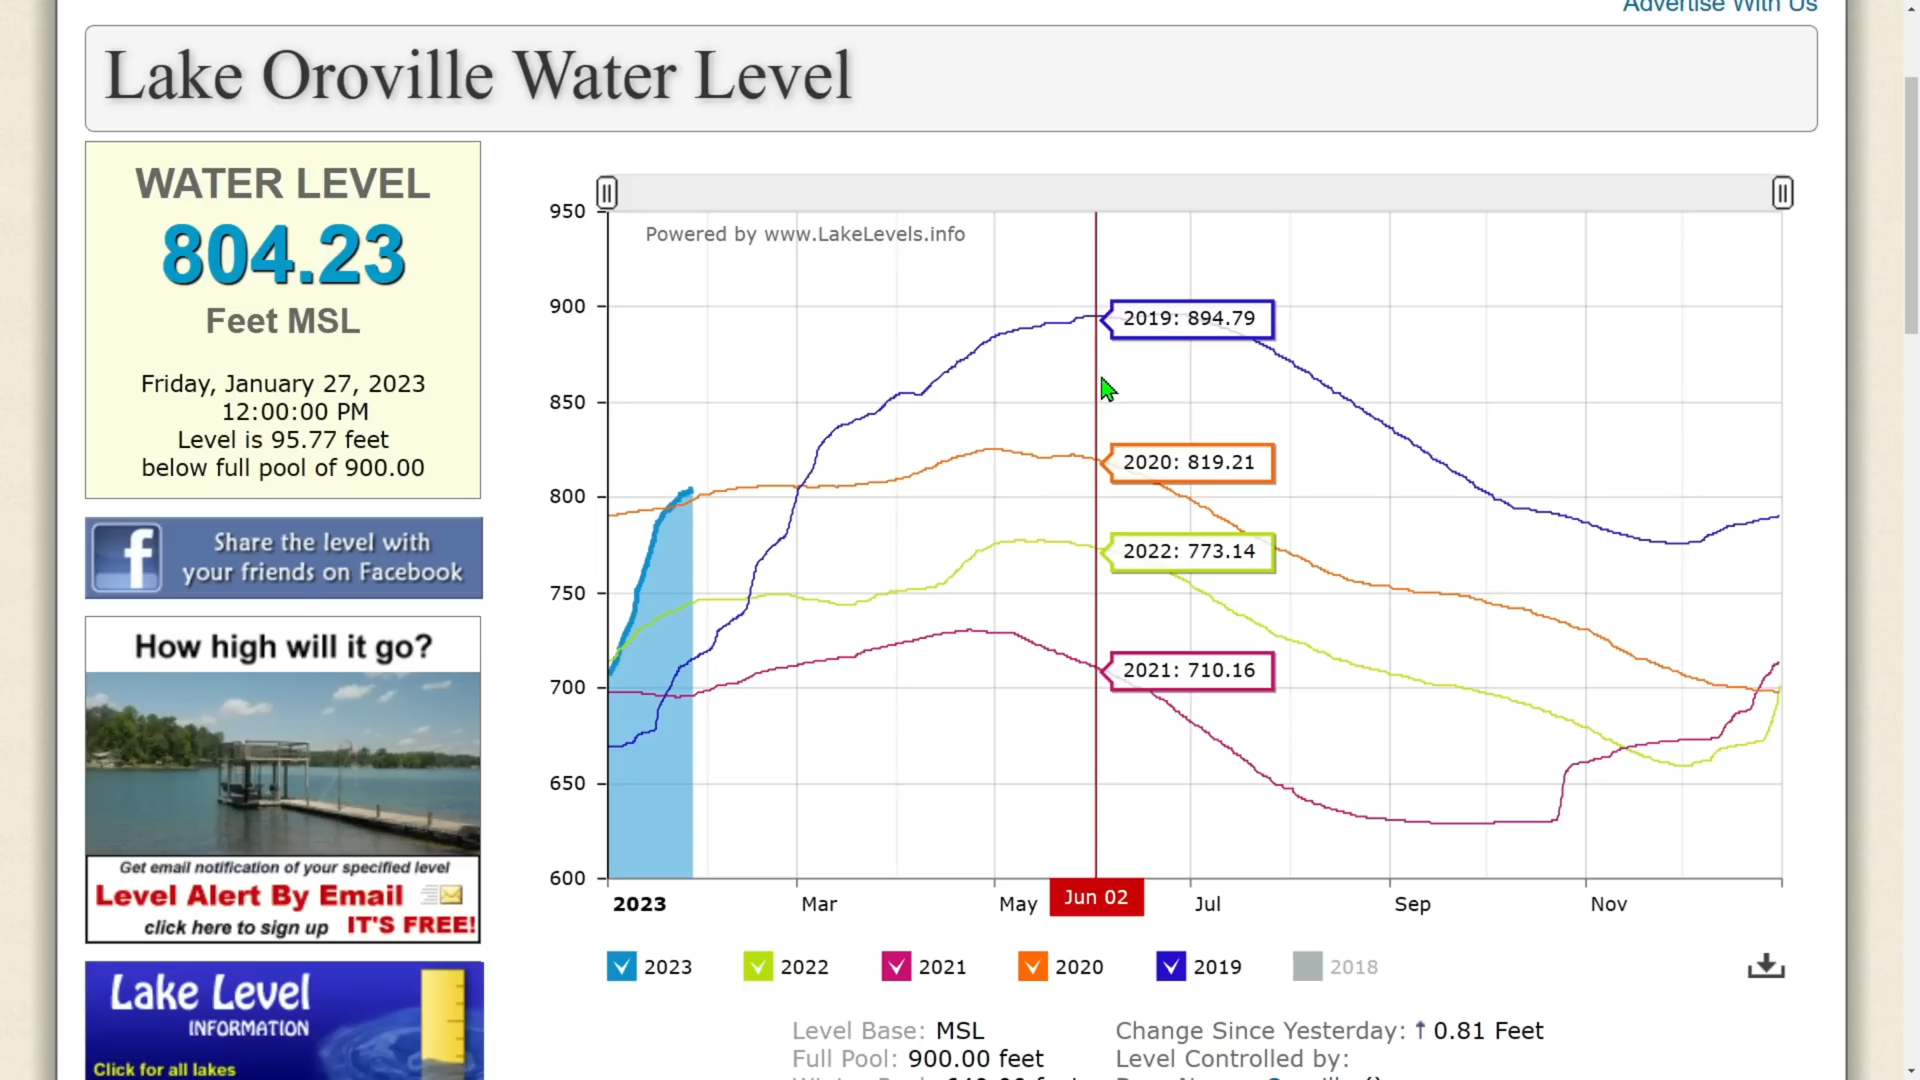 Advertise With Us
Lake Oroville Water Level
WATER LEVEL
804.23
Feet MSL
Friday, January 27, 2023
12:00:00 PM
Level is 95.77 feet
below full pool of 900.00
f Share the level with
your friends on Facebook
How high will it go?
Get email notification of your specified level
Level Alert By Email
click here to sign up IT'S FREE!
Lake Level
INFORMATION
Click for all lakes
Powered by www.LakeLevels.info
950
900
850
800
750
700
650
600
2019: 894.79
2020: 819.21
2022: 773.14
2021: 710.16
2023 Mar May Jun 02 Jul Sep Nov
2023 2022 2021 2020 2019 2018
Level Base: MSL
Full Pool: 900.00 feet
Change Since Yesterday: ↑ 0.81 Feet
Level Controlled by: